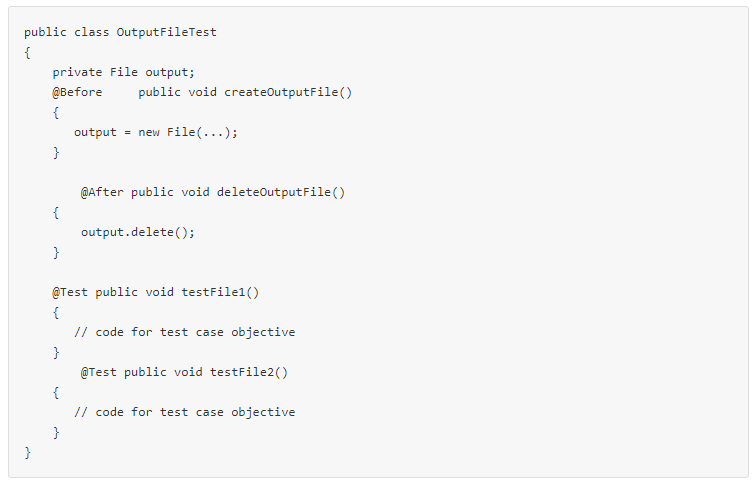 public class OutputFileTest
{
    private File output;
    @Before     public void createOutputFile()
    {
       output = new File(...);
    }

        @After public void deleteOutputFile()
    {
        output.delete();
    }

    @Test public void testFile1()
    {
       // code for test case objective
    }
        @Test public void testFile2()
    {
       // code for test case objective
    }
}